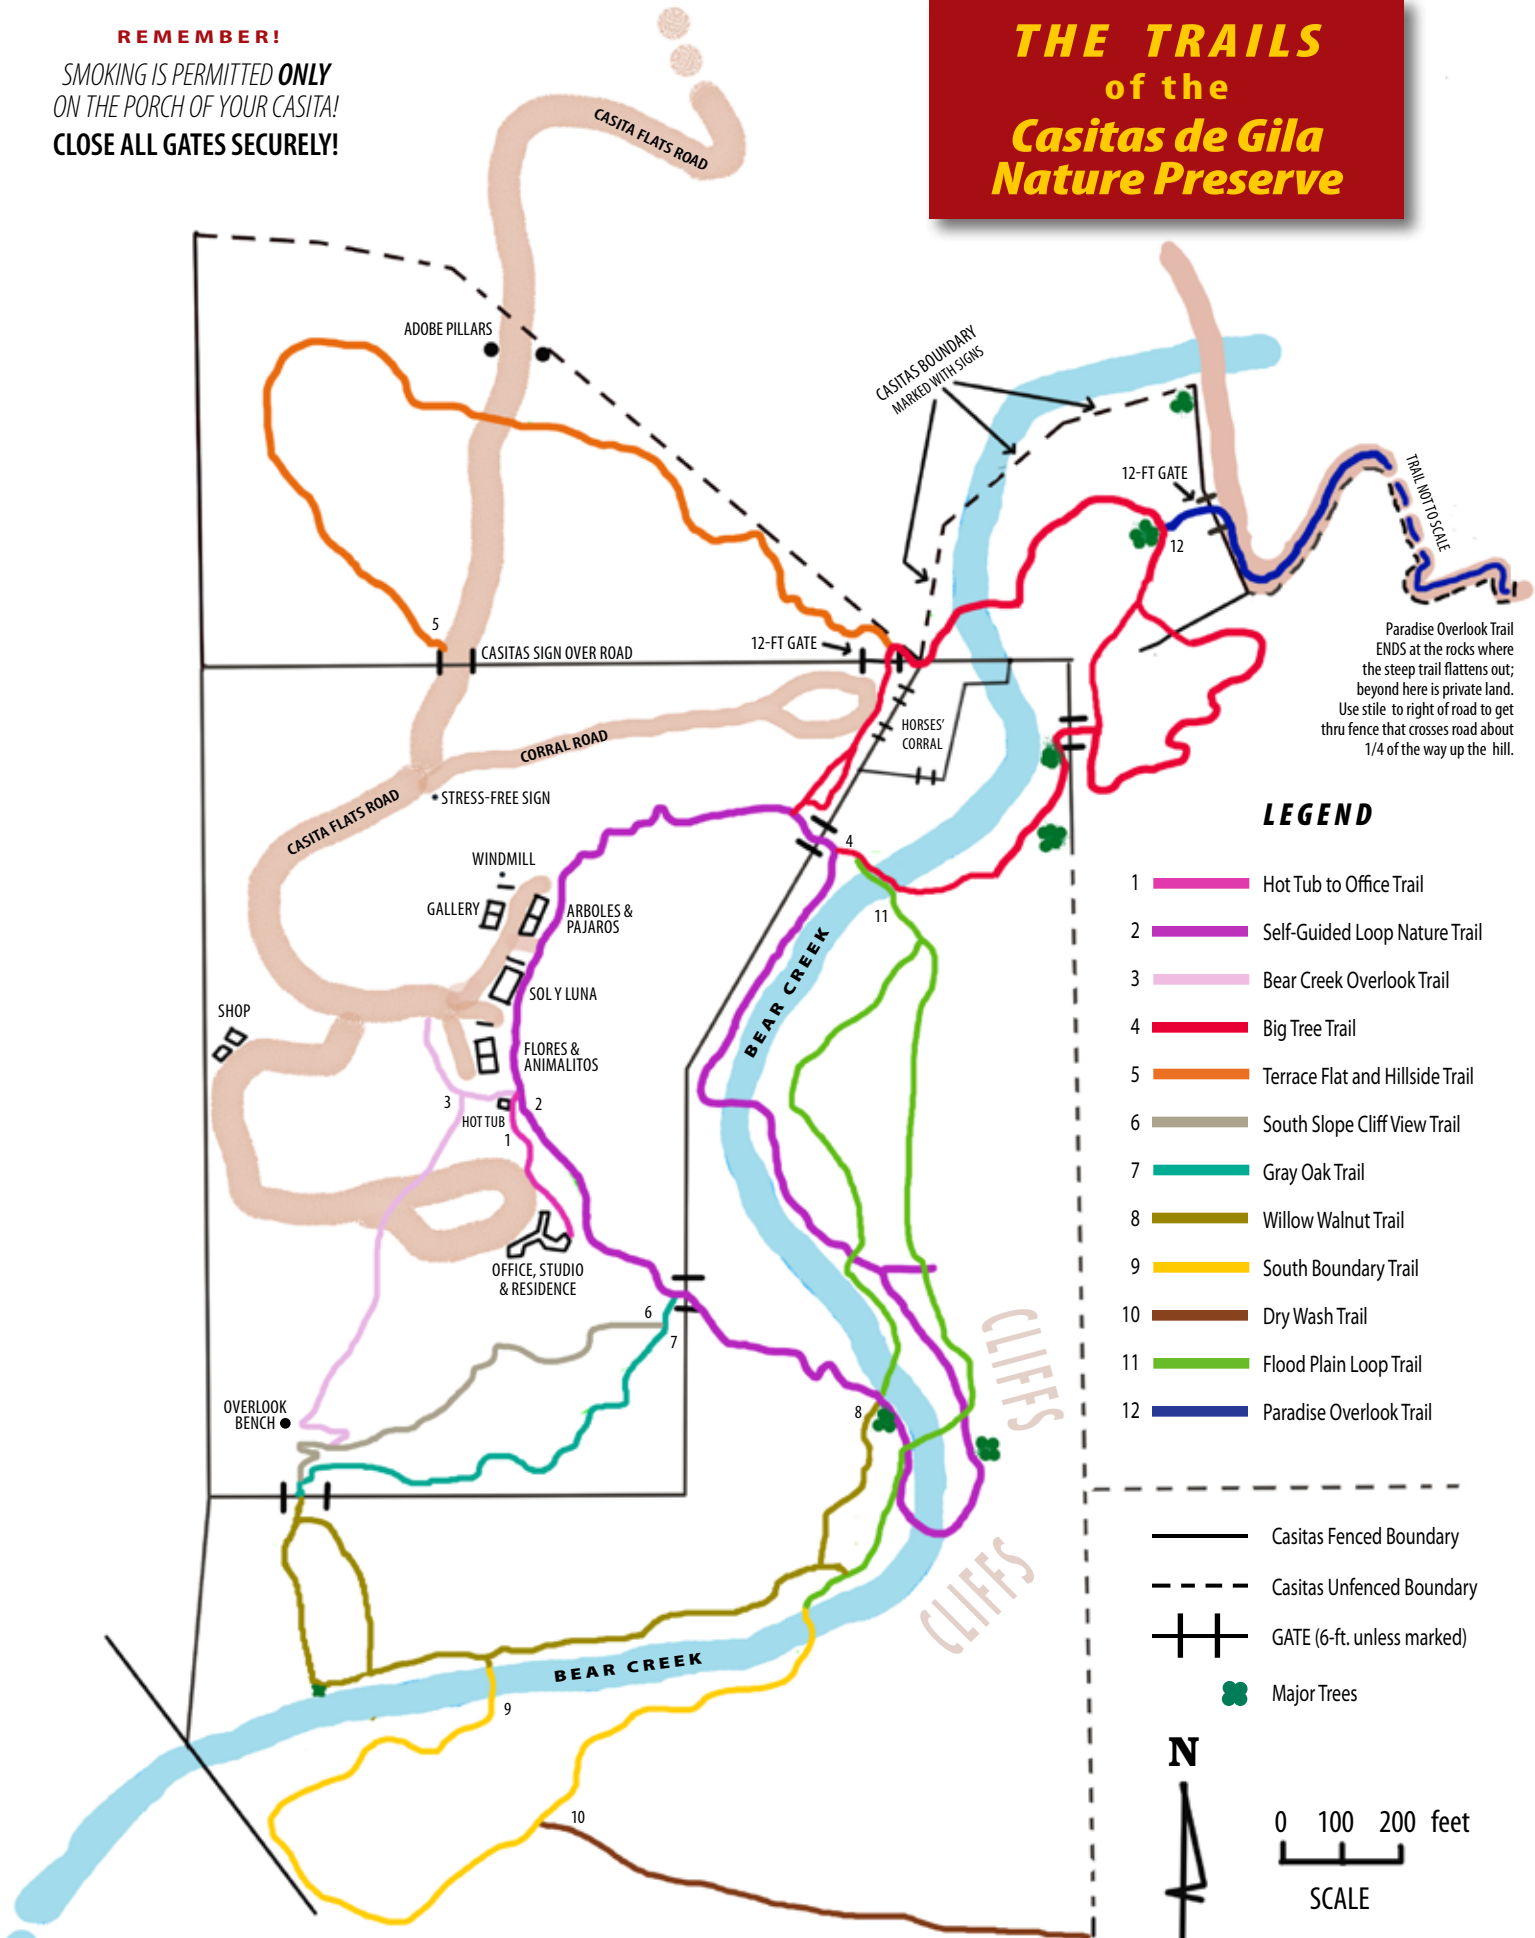 REMEMBER!
SMOKING IS PERMITTED ONLY
ON THE PORCH OF YOUR CASITA!
CLOSE ALL GATES SECURELY!
THE TRAILS
of the
Casitas de Gila
Nature Preserve
CASITA FLATS ROAD
ADOBE PILLARS
CASITAS BOUNDARY
MARKED WITH SIGNS
12-FT GATE
TRAIL NOT TO SCALE
12
5
CASITAS SIGN OVER ROAD
12-FT GATE
Paradise Overlook Trail
ENDS at the rocks where
the steep trail flattens out;
beyond here is private land.
Use stile to right of road to get
thru fence that crosses road about
1/4 of the way up the hill.
HORSES'
CORRAL
CORRAL ROAD
STRESS-FREE SIGN
CASITA FLATS ROAD
4
WINDMILL
GALLERY
ARBOLES &
PAJAROS
11
BEAR CREEK
SOL Y LUNA
SHOP
FLORES &
ANIMALITOS
3
2
HOT TUB
1
OFFICE, STUDIO
& RESIDENCE
6
7
CLIFFS
OVERLOOK
BENCH
8
CLIFFS
BEAR CREEK
9
10
LEGEND
1 Hot Tub to Office Trail
2 Self-Guided Loop Nature Trail
3 Bear Creek Overlook Trail
4 Big Tree Trail
5 Terrace Flat and Hillside Trail
6 South Slope Cliff View Trail
7 Gray Oak Trail
8 Willow Walnut Trail
9 South Boundary Trail
10 Dry Wash Trail
11 Flood Plain Loop Trail
12 Paradise Overlook Trail
Casitas Fenced Boundary
Casitas Unfenced Boundary
GATE (6-ft. unless marked)
Major Trees
N
0 100 200 feet
SCALE